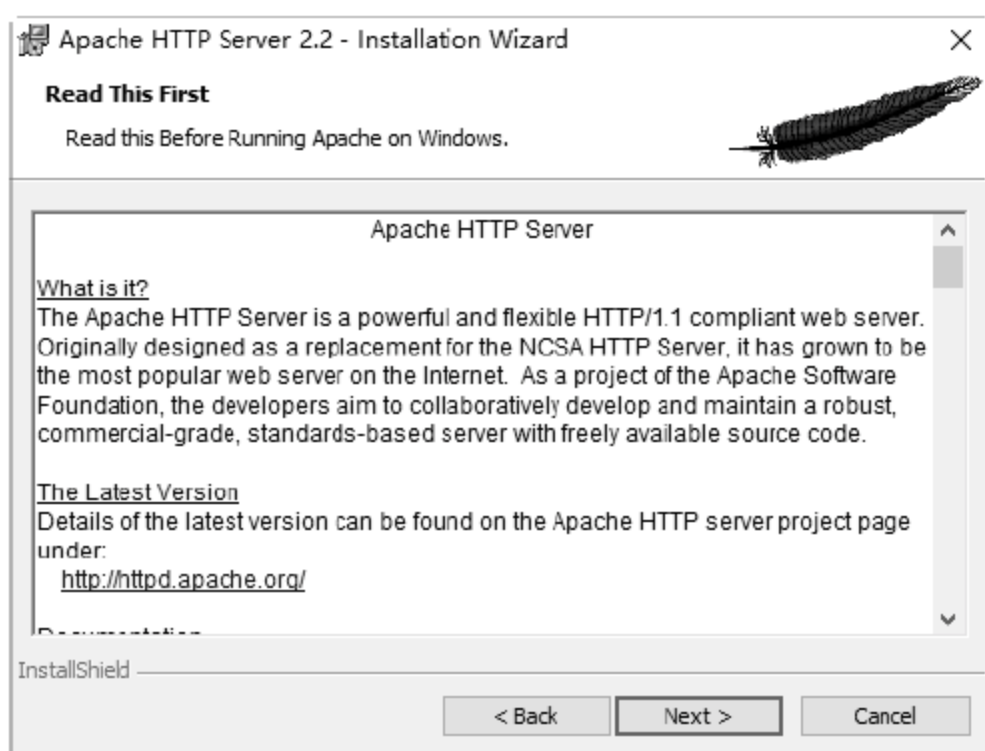 Apache HTTP Server 2.2 - Installation Wizard
Read This First
Read this Before Running Apache on Windows.
Apache HTTP Server
What is it?
The Apache HTTP Server is a powerful and flexible HTTP/1.1 compliant web server.
Originally designed as a replacement for the NCSA HTTP Server, it has grown to be
the most popular web server on the Internet.  As a project of the Apache Software
Foundation, the developers aim to collaboratively develop and maintain a robust,
commercial-grade, standards-based server with freely available source code.
The Latest Version
Details of the latest version can be found on the Apache HTTP server project page
under:
http://httpd.apache.org/
Documentation
InstallShield
< Back
Next >
Cancel